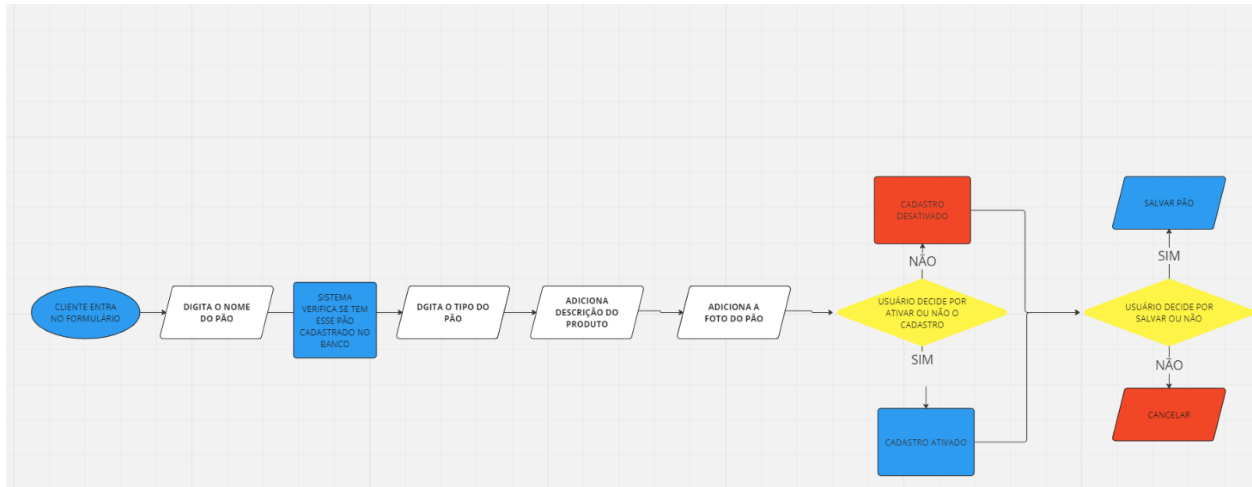 CLIENTE ENTRA
NO FORMULÁRIO
DIGITA O NOME
DO PÃO
SISTEMA
VERIFICA SE TEM
ESSE PÃO
CADASTRADO NO
BANCO
DGITA O TIPO DO
PÃO
ADICIONA
DESCRIÇÃO DO
PRODUTO
ADICIONA A
FOTO DO PÃO
USUÁRIO DECIDE POR
ATIVAR OU NÃO O
CADASTRO
NÃO
CADASTRO
DESATIVADO
SIM
CADASTRO ATIVADO
USUÁRIO DECIDE POR
SALVAR OU NÃO
SIM
SALVAR PÃO
NÃO
CANCELAR